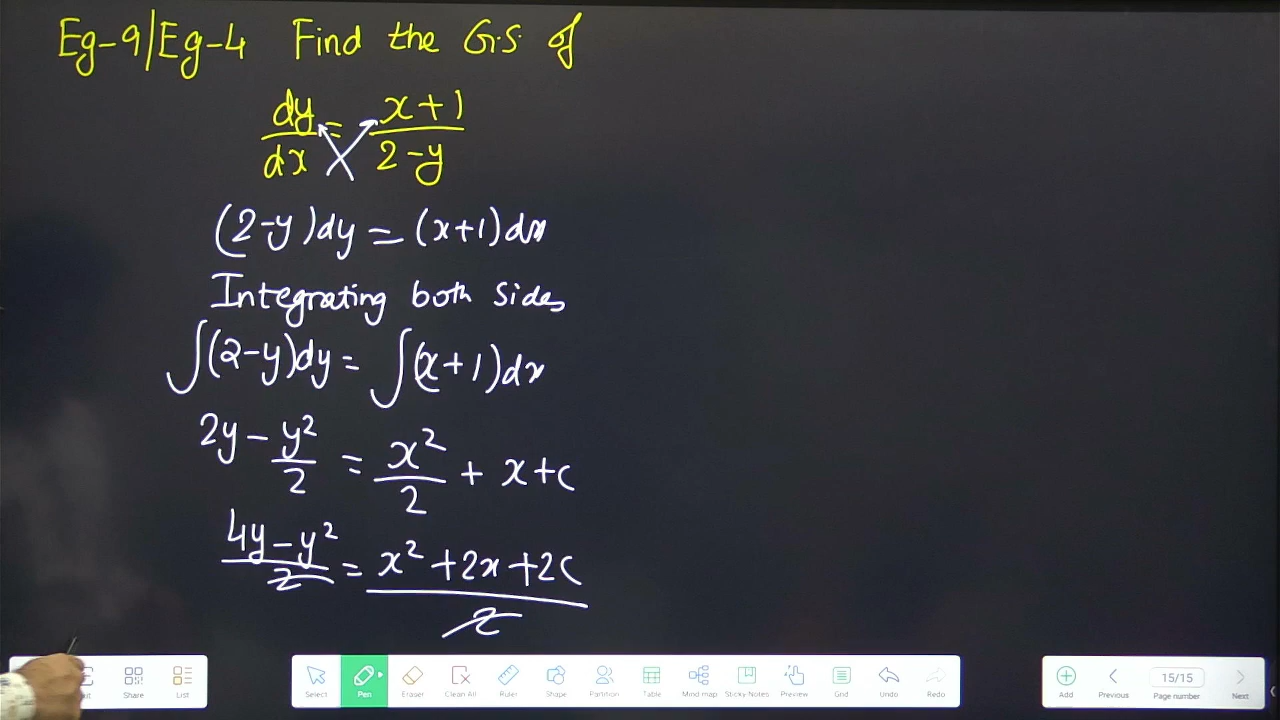 Eg-9/Eg-4 Find the G.S. of
dy/dx = x+1/2-y
(2-y)dy = (x+1)dx
Integrating both sides
∫(2-y)dy = ∫(x+1)dx
2y - y²/2 = x²/2 + x+c
4y-y²/2 = x²+2x+2c/2
Share
List
Select
Pen
Eraser
Clean All
Ruler
Shape
Partition
Table
Mind map
Sticky-Notes
Preview
Grid
Undo
Redo
Add
Previous
15/15
Page number
Next